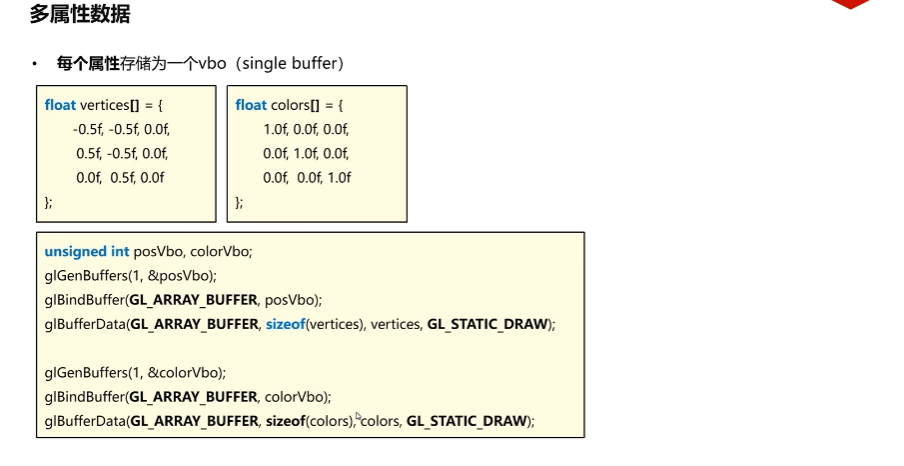 多属性数据
• 每个属性存储为一个vbo（single buffer）
float vertices[] = {
-0.5f, -0.5f, 0.0f,
0.5f, -0.5f, 0.0f,
0.0f, 0.5f, 0.0f
};
float colors[] = {
1.0f, 0.0f, 0.0f,
0.0f, 1.0f, 0.0f,
0.0f, 0.0f, 1.0f
};
unsigned int posVbo, colorVbo;
glGenBuffers(1, &posVbo);
glBindBuffer(GL_ARRAY_BUFFER, posVbo);
glBufferData(GL_ARRAY_BUFFER, sizeof(vertices), vertices, GL_STATIC_DRAW);
glGenBuffers(1, &colorVbo);
glBindBuffer(GL_ARRAY_BUFFER, colorVbo);
glBufferData(GL_ARRAY_BUFFER, sizeof(colors), colors, GL_STATIC_DRAW);